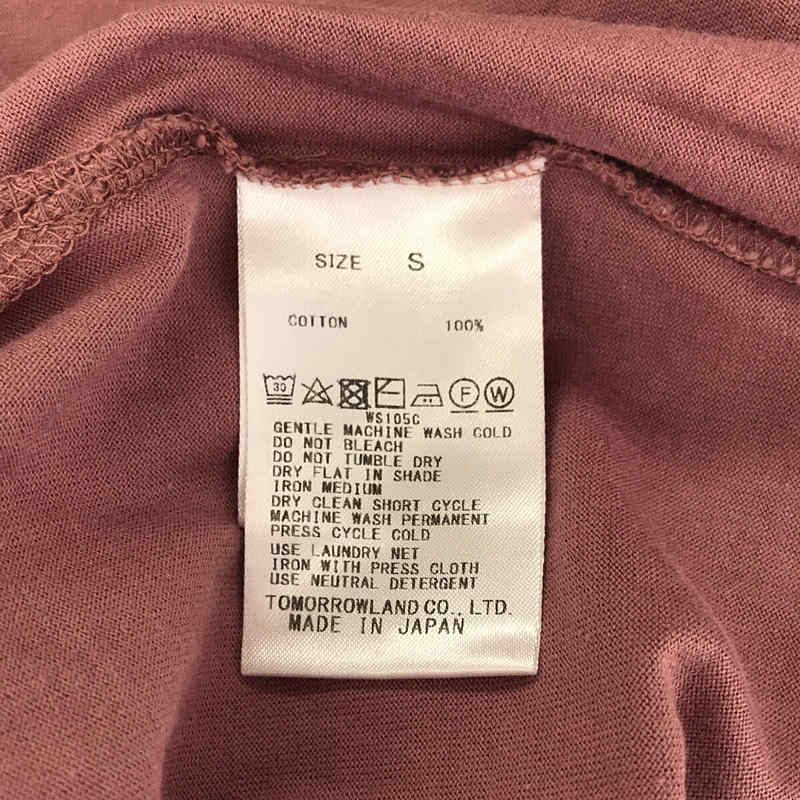 SIZE S
COTTON 100%
30 F W
WS105C
GENTLE MACHINE WASH COLD
DO NOT BLEACH
DO NOT TUMBLE DRY
DRY FLAT IN SHADE
IRON MEDIUM
DRY CLEAN SHORT CYCLE
MACHINE WASH PERMANENT
PRESS CYCLE COLD
USE LAUNDRY NET
IRON WITH PRESS CLOTH
USE NEUTRAL DETERGENT
TOMORROWLAND CO., LTD.
MADE IN JAPAN